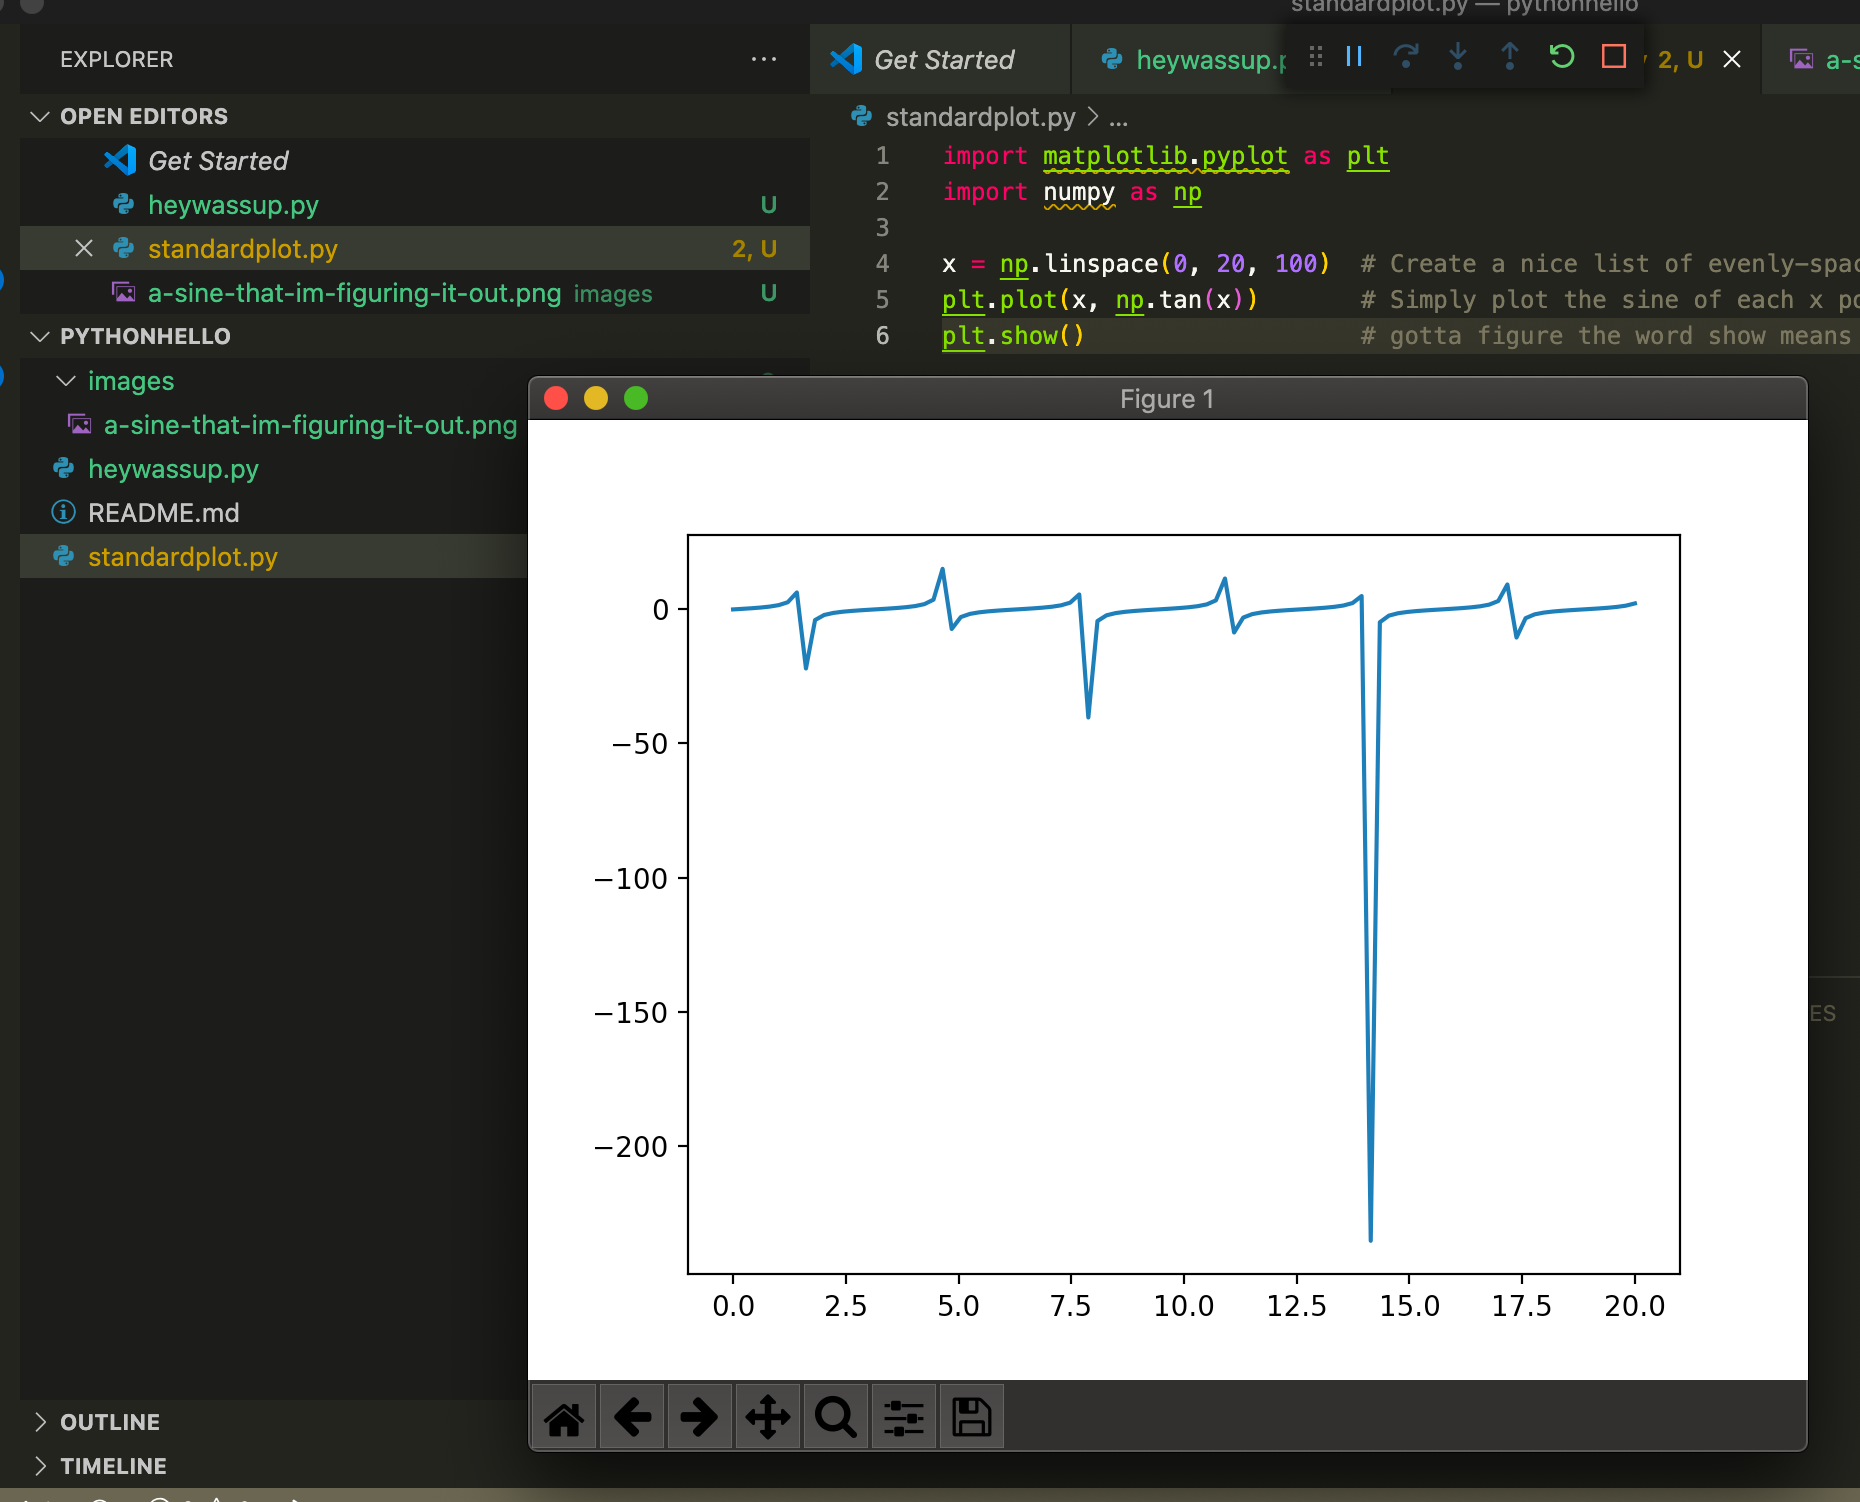 standardplot.py — pythonhello
EXPLORER
Get Started
heywassup.p
2, U
OPEN EDITORS
Get Started
heywassup.py U
standardplot.py 2, U
a-sine-that-im-figuring-it-out.png images U
PYTHONHELLO
images
a-sine-that-im-figuring-it-out.png
heywassup.py
README.md
standardplot.py
OUTLINE
TIMELINE
standardplot.py > ...
1 import matplotlib.pyplot as plt
2 import numpy as np
3
4 x = np.linspace(0, 20, 100) # Create a nice list of evenly-spac
5 plt.plot(x, np.tan(x)) # Simply plot the sine of each x po
6 plt.show() # gotta figure the word show means
Figure 1
0
−50
−100
−150
−200
0.0 2.5 5.0 7.5 10.0 12.5 15.0 17.5 20.0
ES